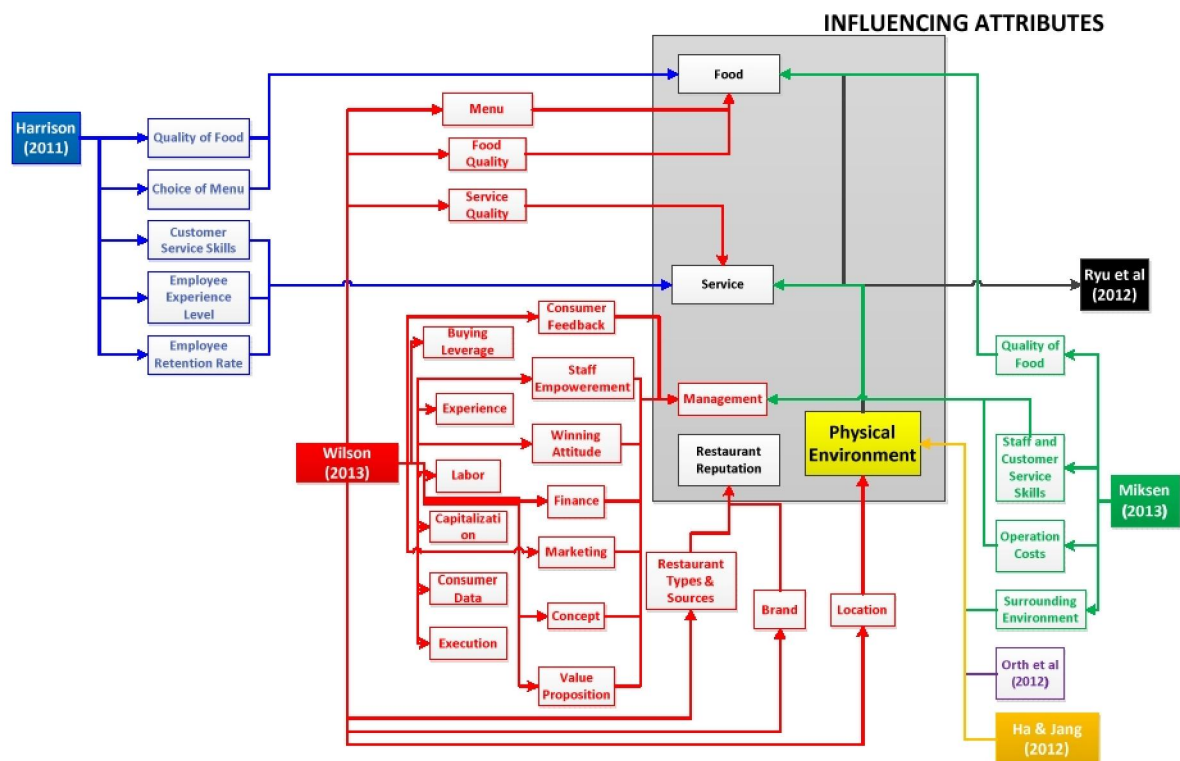 INFLUENCING ATTRIBUTES
Food
Menu
Harrison
(2011)
Quality of Food
Food
Quality
Choice of Menu
Service
Quality
Customer
Service Skills
Employee
Experience
Level
Service
Ryu et al
(2012)
Consumer
Feedback
Buying
Leverage
Employee
Retention Rate
Quality of
Food
Staff
Empowerement
Experience
Management
Winning
Attitude
Restaurant
Reputation
Physical
Environment
Staff and
Customer
Service
Skills
Wilson
(2013)
Labor
Finance
Miksen
(2013)
Capitalizati
on
Marketing
Operation
Costs
Restaurant
Types &
Sources
Consumer
Data
Concept
Brand
Location
Surrounding
Environment
Execution
Value
Proposition
Orth et al
(2012)
Ha & Jang
(2012)